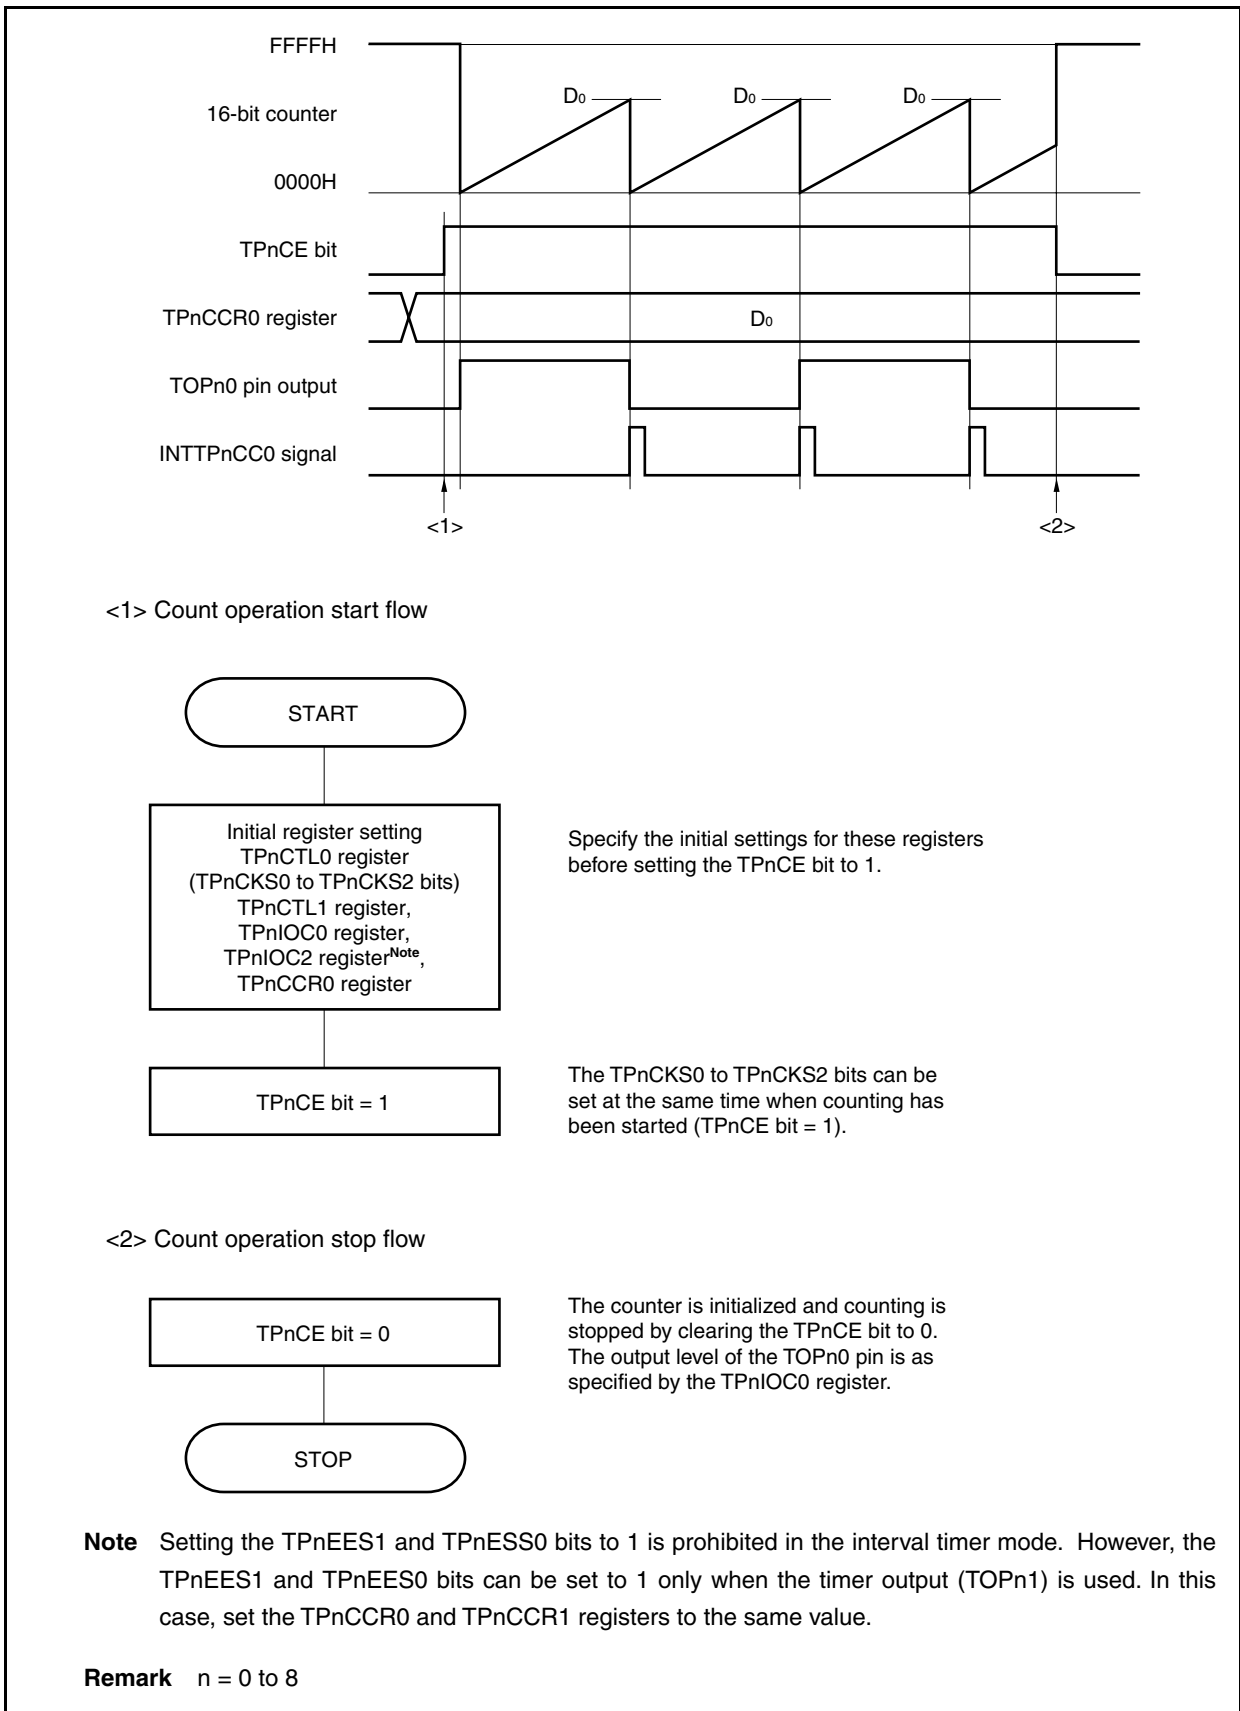 FFFFH
D0 D0 D0
16-bit counter
0000H
TPnCE bit
TPnCCR0 register
D0
TOPn0 pin output
INTTPnCC0 signal
<1> <2>
<1> Count operation start flow
START
Initial register setting
TPnCTL0 register
(TPnCKS0 to TPnCKS2 bits)
TPnCTL1 register,
TPnIOC0 register,
TPnIOC2 registerNote,
TPnCCR0 register
Specify the initial settings for these registers
before setting the TPnCE bit to 1.
TPnCE bit = 1
The TPnCKS0 to TPnCKS2 bits can be
set at the same time when counting has
been started (TPnCE bit = 1).
<2> Count operation stop flow
TPnCE bit = 0
The counter is initialized and counting is
stopped by clearing the TPnCE bit to 0.
The output level of the TOPn0 pin is as
specified by the TPnIOC0 register.
STOP
Note Setting the TPnEES1 and TPnESS0 bits to 1 is prohibited in the interval timer mode. However, the
TPnEES1 and TPnEES0 bits can be set to 1 only when the timer output (TOPn1) is used. In this
case, set the TPnCCR0 and TPnCCR1 registers to the same value.
Remark n = 0 to 8